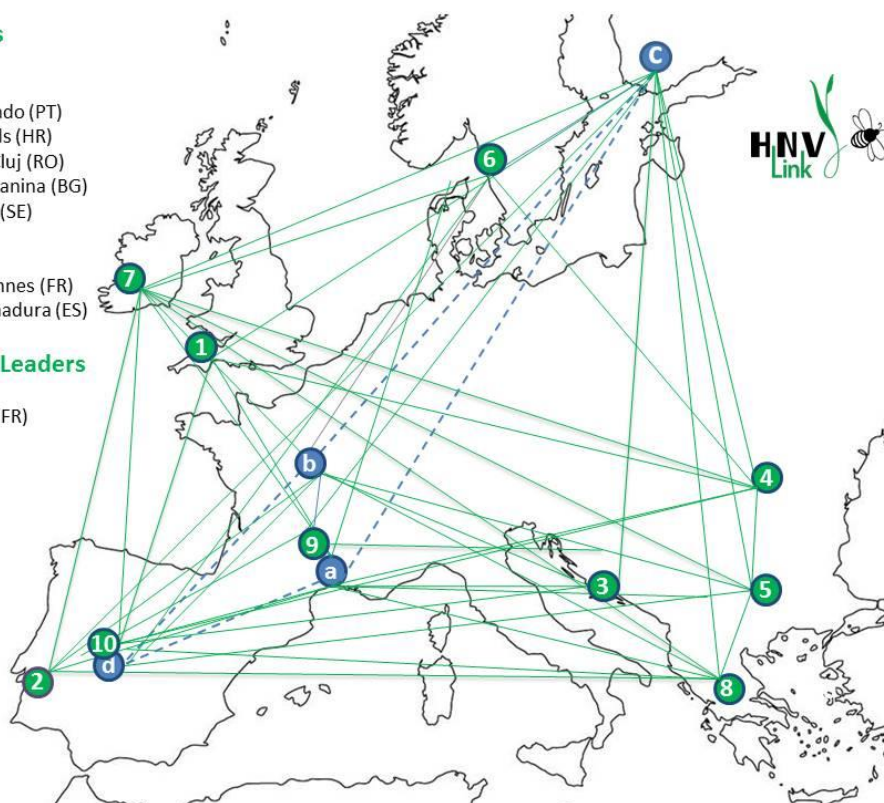 s
ndo (PT)
ls (HR)
Cluj (RO)
anina (BG)
(SE)
nnes (FR)
nadura (ES)
Leaders
FR)
C
6
HNV
Link
7
1
b
4
9
a
3
5
10
d
2
8